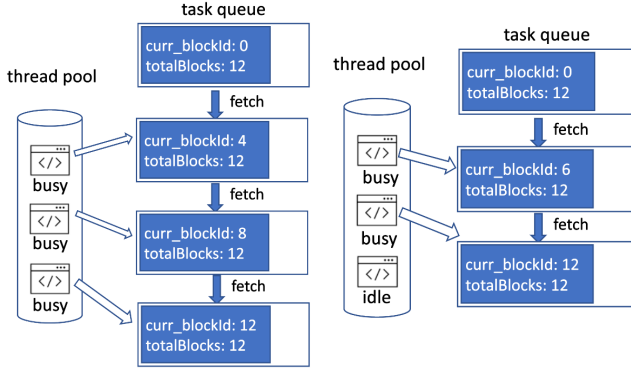 task queue
curr_blockId: 0
totalBlocks: 12
thread pool
fetch
</>
busy
curr_blockId: 4
totalBlocks: 12
fetch
</>
busy
curr_blockId: 8
totalBlocks: 12
fetch
</>
busy
curr_blockId: 12
totalBlocks: 12
task queue
thread pool
curr_blockId: 0
totalBlocks: 12
fetch
</>
busy
curr_blockId: 6
totalBlocks: 12
fetch
</>
busy
curr_blockId: 12
totalBlocks: 12
</>
idle